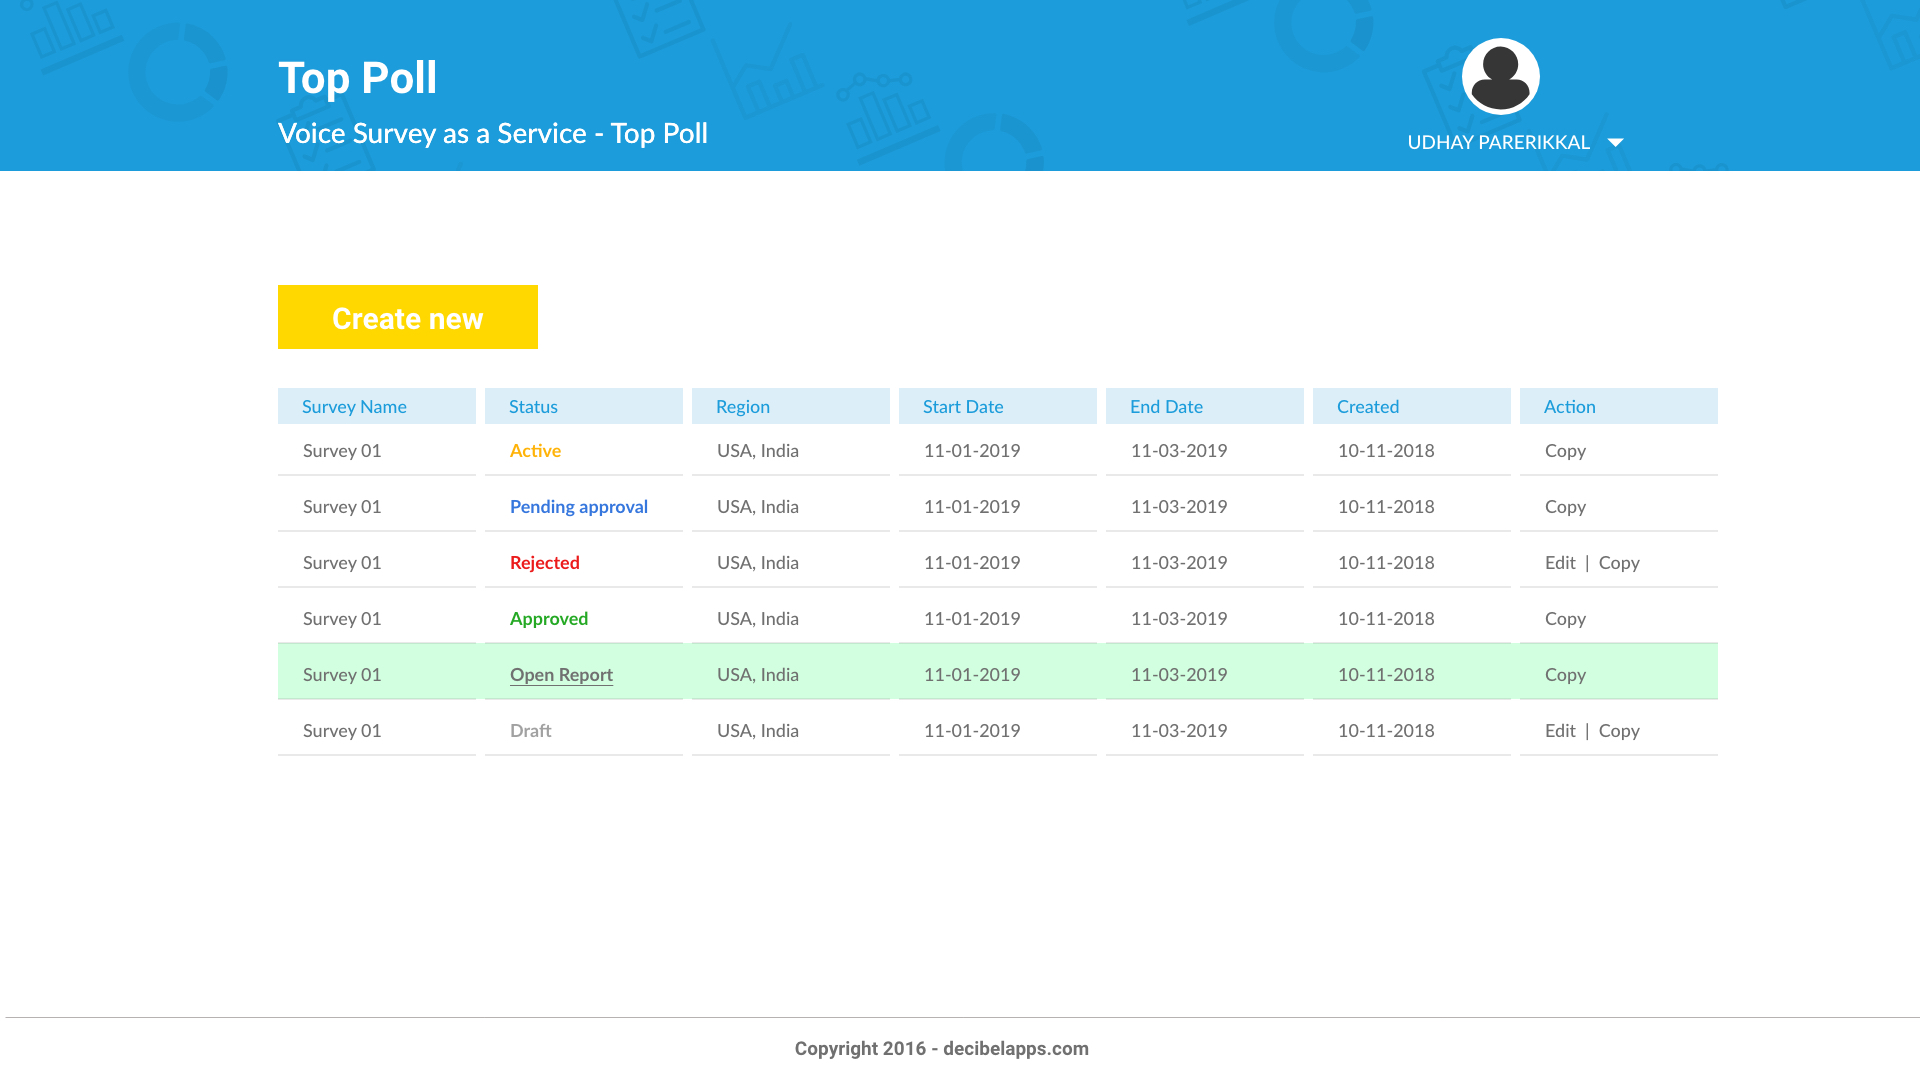 Top Poll
Voice Survey as a Service - Top Poll
UDHAY PARERIKKAL
Create new
Survey Name Status Region Start Date End Date Created Action
Survey 01 Active USA, India 11-01-2019 11-03-2019 10-11-2018 Copy
Survey 01 Pending approval USA, India 11-01-2019 11-03-2019 10-11-2018 Copy
Survey 01 Rejected USA, India 11-01-2019 11-03-2019 10-11-2018 Edit | Copy
Survey 01 Approved USA, India 11-01-2019 11-03-2019 10-11-2018 Copy
Survey 01 Open Report USA, India 11-01-2019 11-03-2019 10-11-2018 Copy
Survey 01 Draft USA, India 11-01-2019 11-03-2019 10-11-2018 Edit | Copy
Copyright 2016 - decibelapps.com